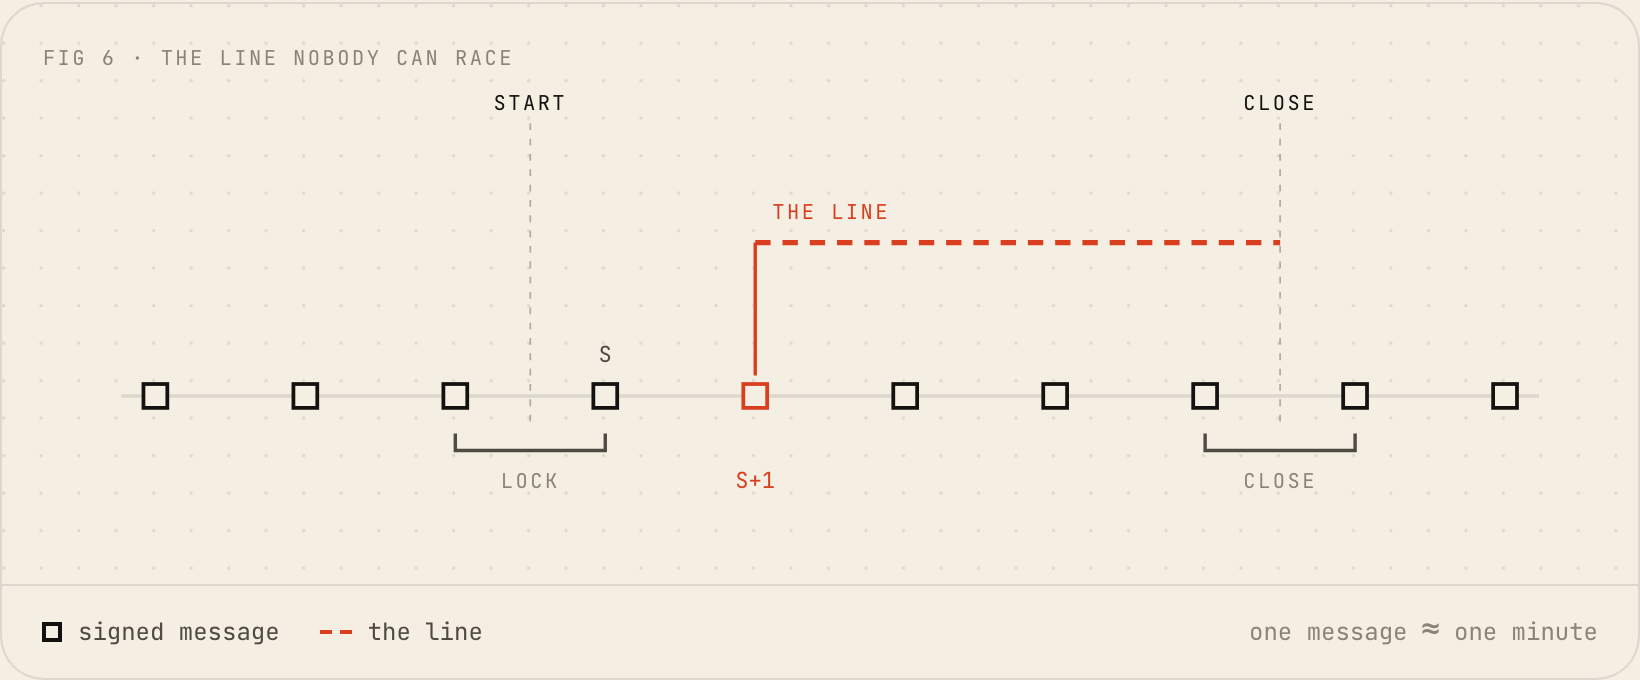 FIG 6 · THE LINE NOBODY CAN RACE
START
CLOSE
THE LINE
S
LOCK
S+1
CLOSE
signed message
the line
one message ≈ one minute